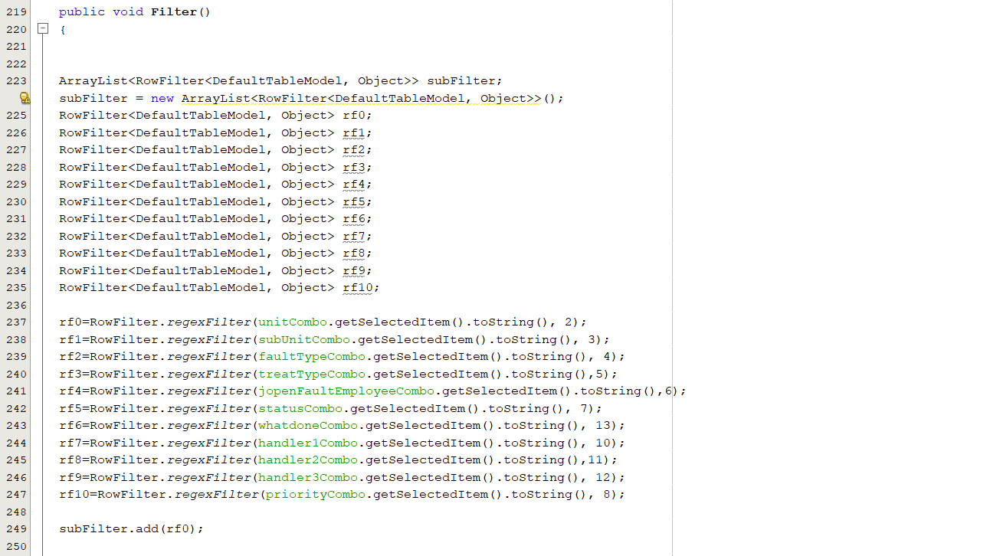 219 public void Filter()
220 {
221
222
223 ArrayList<RowFilter<DefaultTableModel, Object>> subFilter;
subFilter = new ArrayList<RowFilter<DefaultTableModel, Object>>();
225 RowFilter<DefaultTableModel, Object> rf0;
226 RowFilter<DefaultTableModel, Object> rf1;
227 RowFilter<DefaultTableModel, Object> rf2;
228 RowFilter<DefaultTableModel, Object> rf3;
229 RowFilter<DefaultTableModel, Object> rf4;
230 RowFilter<DefaultTableModel, Object> rf5;
231 RowFilter<DefaultTableModel, Object> rf6;
232 RowFilter<DefaultTableModel, Object> rf7;
233 RowFilter<DefaultTableModel, Object> rf8;
234 RowFilter<DefaultTableModel, Object> rf9;
235 RowFilter<DefaultTableModel, Object> rf10;
236
237 rf0=RowFilter.regexFilter(unitCombo.getSelectedItem().toString(), 2);
238 rf1=RowFilter.regexFilter(subUnitCombo.getSelectedItem().toString(), 3);
239 rf2=RowFilter.regexFilter(faultTypeCombo.getSelectedItem().toString(), 4);
240 rf3=RowFilter.regexFilter(treatTypeCombo.getSelectedItem().toString(),5);
241 rf4=RowFilter.regexFilter(jopenFaultEmployeeCombo.getSelectedItem().toString(),6);
242 rf5=RowFilter.regexFilter(statusCombo.getSelectedItem().toString(), 7);
243 rf6=RowFilter.regexFilter(whatdoneCombo.getSelectedItem().toString(), 13);
244 rf7=RowFilter.regexFilter(handler1Combo.getSelectedItem().toString(), 10);
245 rf8=RowFilter.regexFilter(handler2Combo.getSelectedItem().toString(),11);
246 rf9=RowFilter.regexFilter(handler3Combo.getSelectedItem().toString(), 12);
247 rf10=RowFilter.regexFilter(priorityCombo.getSelectedItem().toString(), 8);
248
249 subFilter.add(rf0);
250